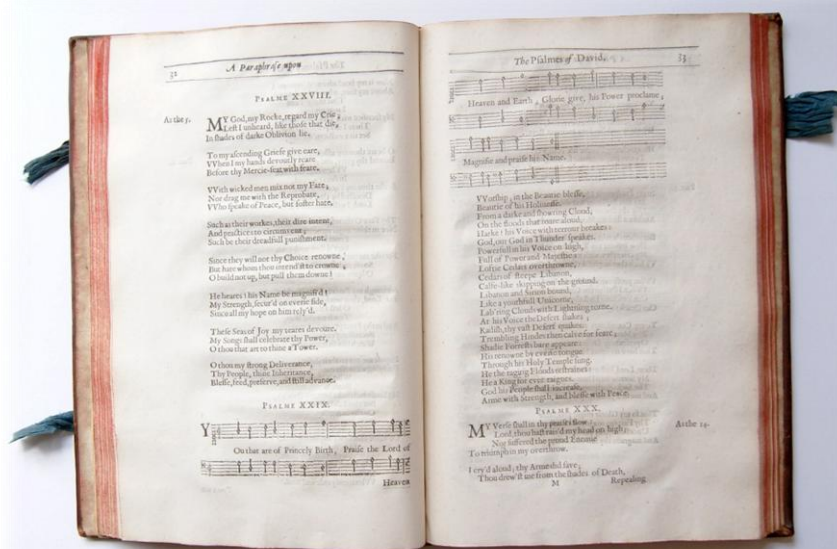 32
A Paraphrase upon
PSALME XXVIII.
As the 5.
MY God, my Rocke, regard my Crie;
Lest I unheard, like those that die,
In shades of darke Oblivion lie.
To my ascending Griefe give eare,
VVhen I my hands devoutly reare
Before thy Mercie-seat with feare.
VVith wicked men mix not my Fate,
Nor drag me with the Reprobate,
VVho speake of Peace, but foster hate.
Such as their workes, their dire intent,
And practice to circumvent,
Such be their dreadfull punishment.
Since they will not thy Choice renowne,
But hate whom thou intend'st to crowne,
O build not up, but pull them downe!
He heares! his Name be magnifi'd!
My Strength, secur'd on everie side,
Since all my hope on him rely'd.
These Seas of Joy my teares devoure.
My Songs shall celebrate thy Power,
O thou that art to thine a Tower.
O thou my strong Deliverance,
Thy People, thine Inheritance,
Blesse, feed, preserve, and still advance.
PSALME XXIX.
Y
Ou that are of Princely Birth, Praise the Lord of
Heaven
The Psalmes of David.
33
Heaven and Earth, Glorie give, his Power proclame,
Magnifie and praise his Name.
VVorship, in the Beautie blesse,
Beautie of his Holinesse.
From a darke and showring Cloud,
On the floods that rore aloud,
Harke! his Voice with terror breakes:
God, our God in Thunder speakes.
Powerfull in his Voice on high,
Full of Power and Majestie:
Loftie Cedars overthrowne,
Cedars of steepe Libanon,
Calfe-like skipping on the ground.
Libanon and Sirion bound,
Like a youthfull Unicorne,
Lab'ring Clouds with Lightning torne.
At his Voice the Desert shakes;
Kadish, thy vast Desert quakes.
Trembling Hindes then calve for feare;
Shadie Forrests bare appeare:
His renowne by everie tongue
Through his Holy Temple sung.
He the raging Floods restraines:
He a King for ever raignes.
God his People shall increase,
Arme with Strength, and blesse with Peace.
PSALME XXX.
As the 14.
MY Verse shall in thy praises flow:
Lord, thou hast rais'd my head on high;
Nor suffered the proud Enemie
To triumph in my overthrow.
I cry'd aloud; thy Arme did save;
Thou drew'st me from the shades of Death,
M
Repealing